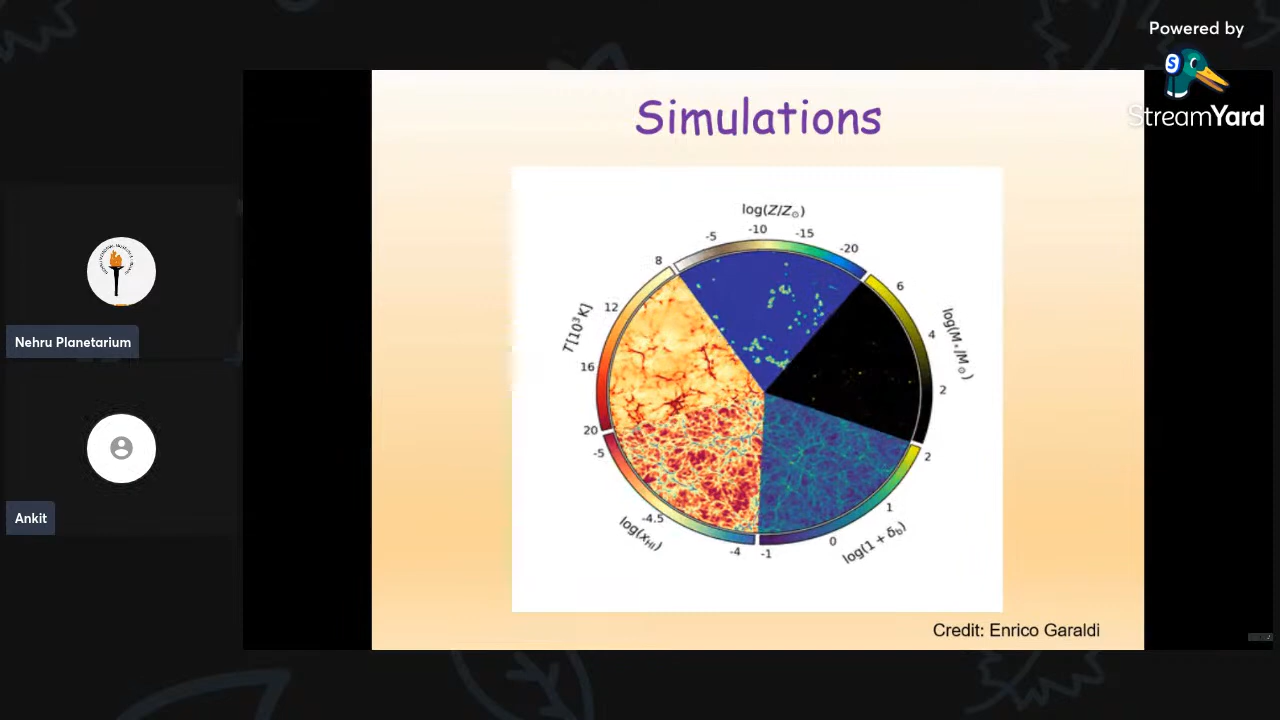 Powered by
StreamYard
Simulations
log(Z/Z☉)
-5
-10
-15
-20
8
12
16
20
T[10³K]
6
4
2
log(M⋆/M☉)
-5
-4.5
-4
log(x_HI)
-1
0
1
2
log(1 + δ_b)
Credit: Enrico Garaldi
Nehru Planetarium
Ankit